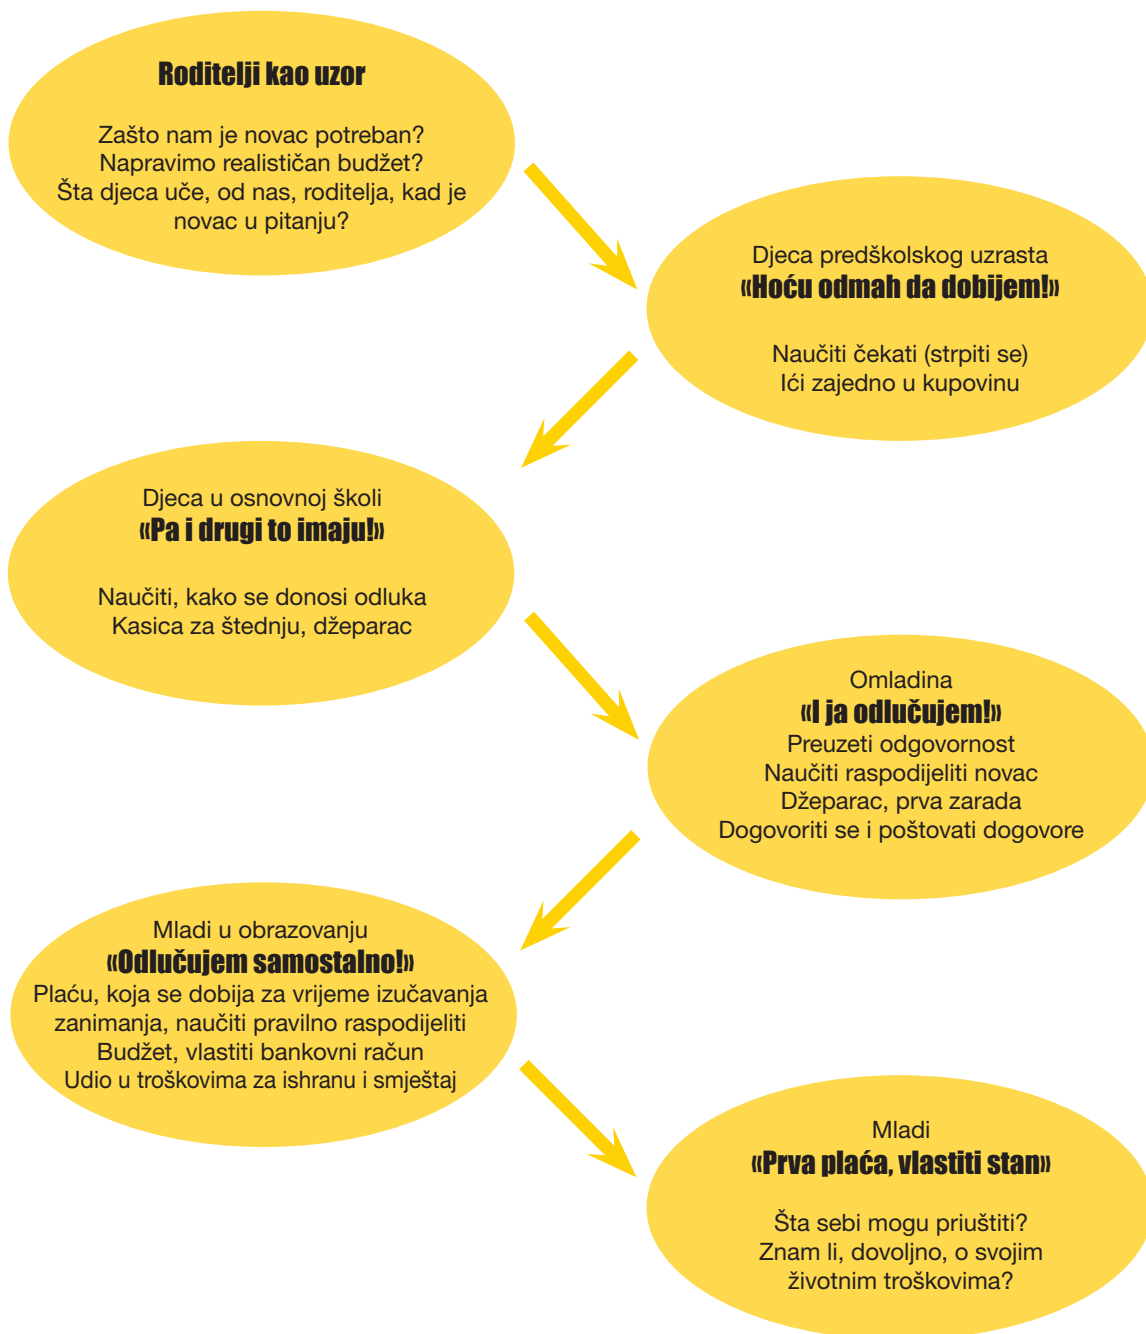 Roditelji kao uzor
Zašto nam je novac potreban?
Napravimo realističan budžet?
Šta djeca uče, od nas, roditelja, kad je
novac u pitanju?
Djeca predškolskog uzrasta
«Hoću odmah da dobijem!»
Naučiti čekati (strpiti se)
Ići zajedno u kupovinu
Djeca u osnovnoj školi
«Pa i drugi to imaju!»
Naučiti, kako se donosi odluka
Kasica za štednju, džeparac
Omladina
«I ja odlučujem!»
Preuzeti odgovornost
Naučiti raspodijeliti novac
Džeparac, prva zarada
Dogovoriti se i poštovati dogovore
Mladi u obrazovanju
«Odlučujem samostalno!»
Plaću, koja se dobija za vrijeme izučavanja
zanimanja, naučiti pravilno raspodijeliti
Budžet, vlastiti bankovni račun
Udio u troškovima za ishranu i smještaj
Mladi
«Prva plaća, vlastiti stan»
Šta sebi mogu priuštiti?
Znam li, dovoljno, o svojim
životnim troškovima?